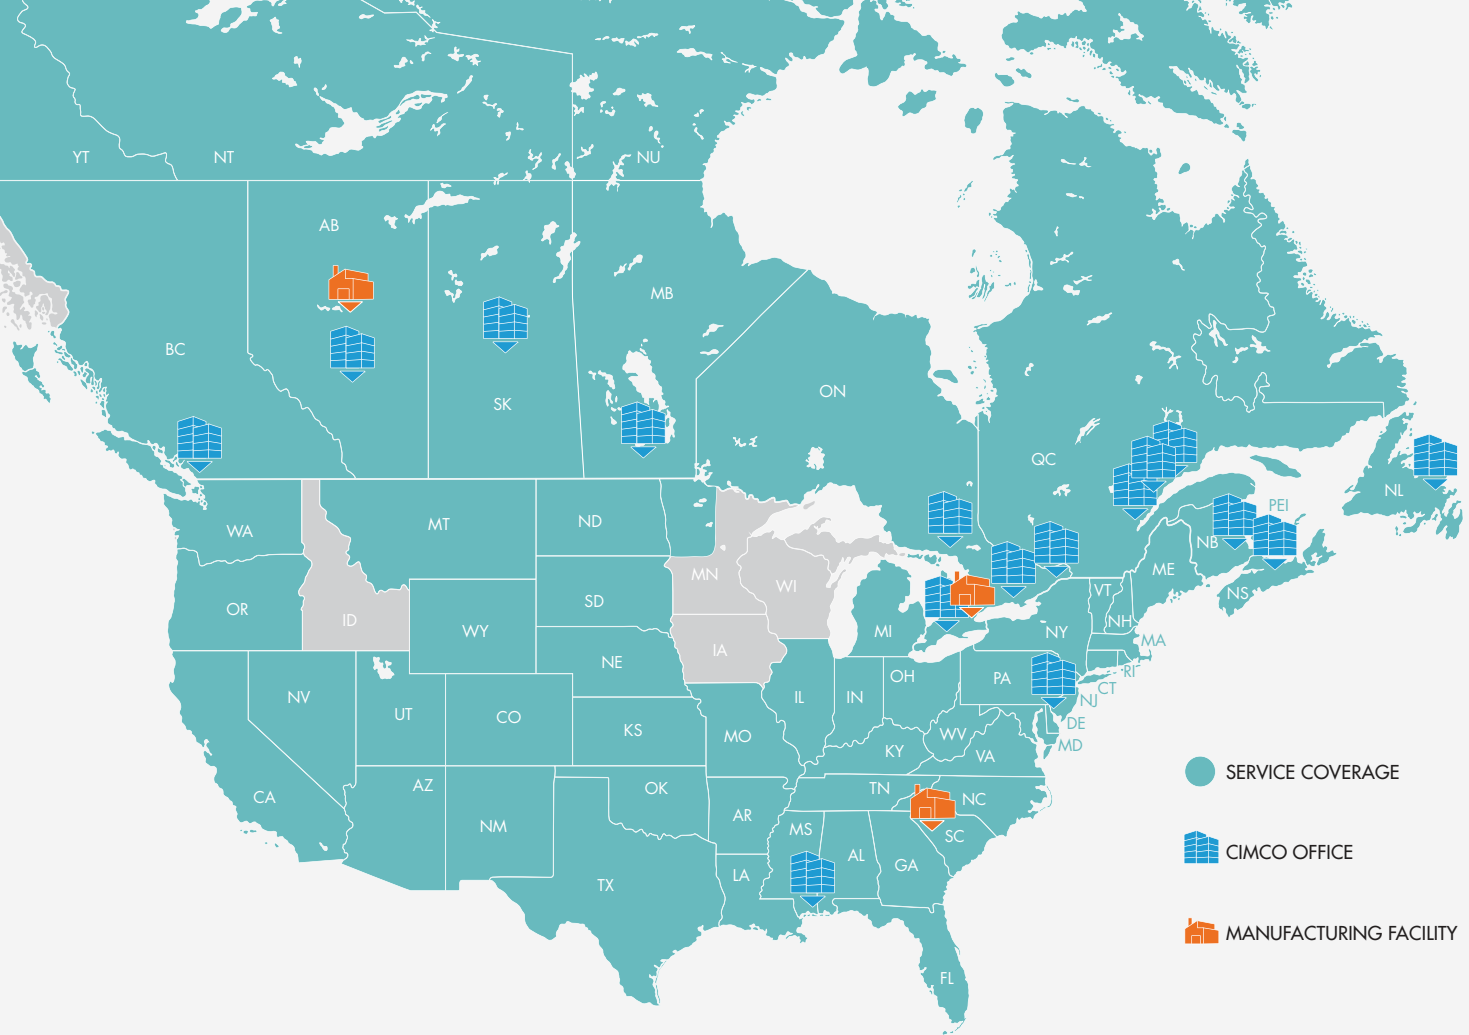 YT
NT
NU
AB
BC
SK
MB
ON
QC
NL
PEI
NB
NS
WA
MT
ND
MN
WI
ME
VT
NH
OR
ID
WY
SD
IA
MI
NY
MA
RI
CT
NJ
NV
UT
NE
CO
IL
IN
OH
PA
DE
MD
KS
MO
KY
WV
VA
CA
AZ
NM
OK
AR
TN
NC
SC
MS
AL
GA
TX
LA
FL
SERVICE COVERAGE
CIMCO OFFICE
MANUFACTURING FACILITY